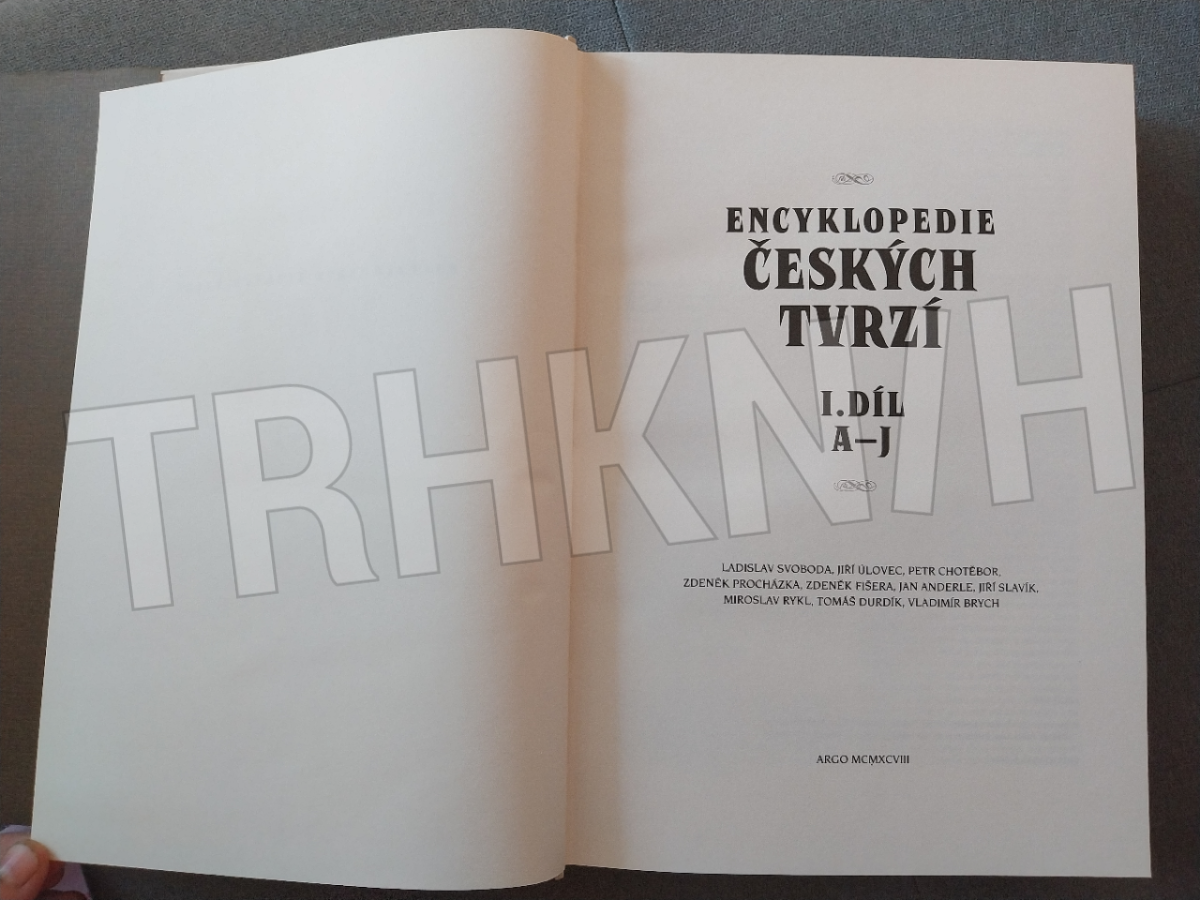 ENCYKLOPEDIE
ČESKÝCH
TVRZÍ
I. DÍL
A–J
TRHKNIH
LADISLAV SVOBODA, JIŘÍ ÚLOVEC, PETR CHOTĚBOR,
ZDENĚK PROCHÁZKA, ZDENĚK FIŠERA, JAN ANDERLE, JIŘÍ SLAVÍK,
MIROSLAV RYKL, TOMÁŠ DURDÍK, VLADIMÍR BRYCH
ARGO MCMXCVIII